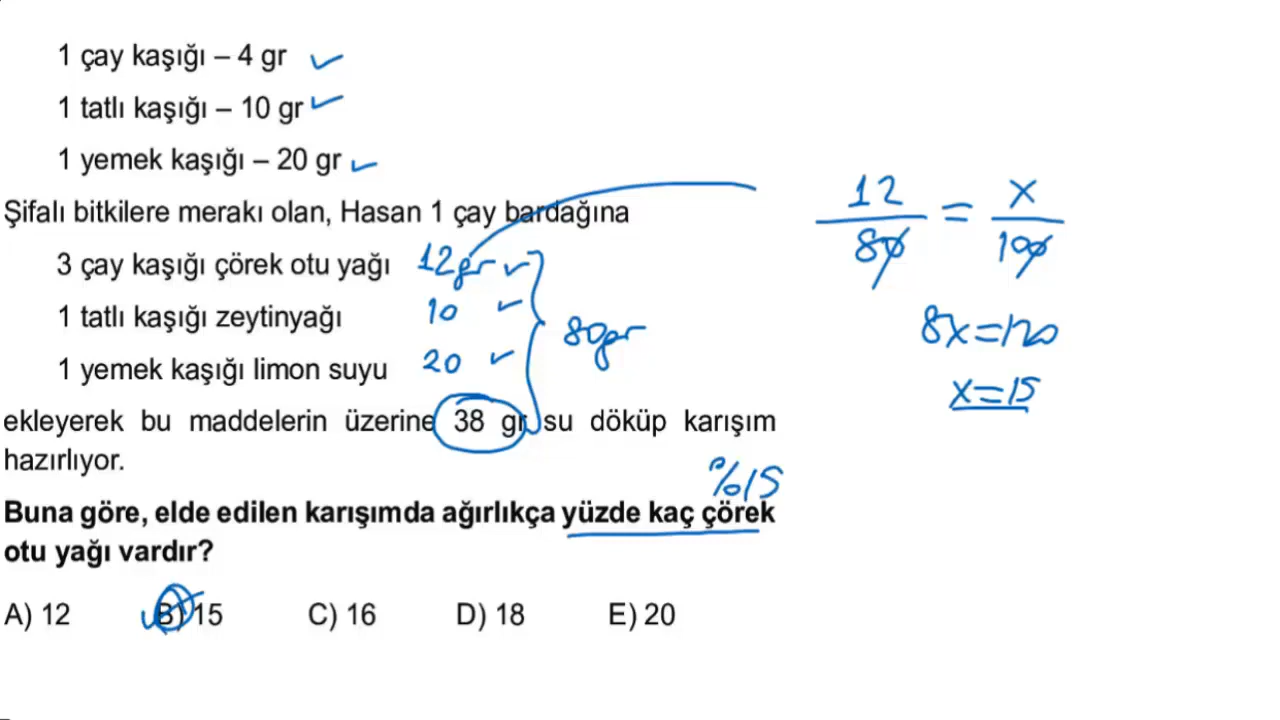 1 çay kaşığı – 4 gr ✓
1 tatlı kaşığı – 10 gr ✓
1 yemek kaşığı – 20 gr ✓
Şifalı bitkilere merakı olan, Hasan 1 çay bardağına
3 çay kaşığı çörek otu yağı 12gr ✓
1 tatlı kaşığı zeytinyağı 10 ✓
1 yemek kaşığı limon suyu 20 ✓
80gr
ekleyerek bu maddelerin üzerine 38 gr su döküp karışım
hazırlıyor.
%15
Buna göre, elde edilen karışımda ağırlıkça yüzde kaç çörek
otu yağı vardır?
A) 12 B) 15 C) 16 D) 18 E) 20
12/80 = x/100
8x=120
x=15